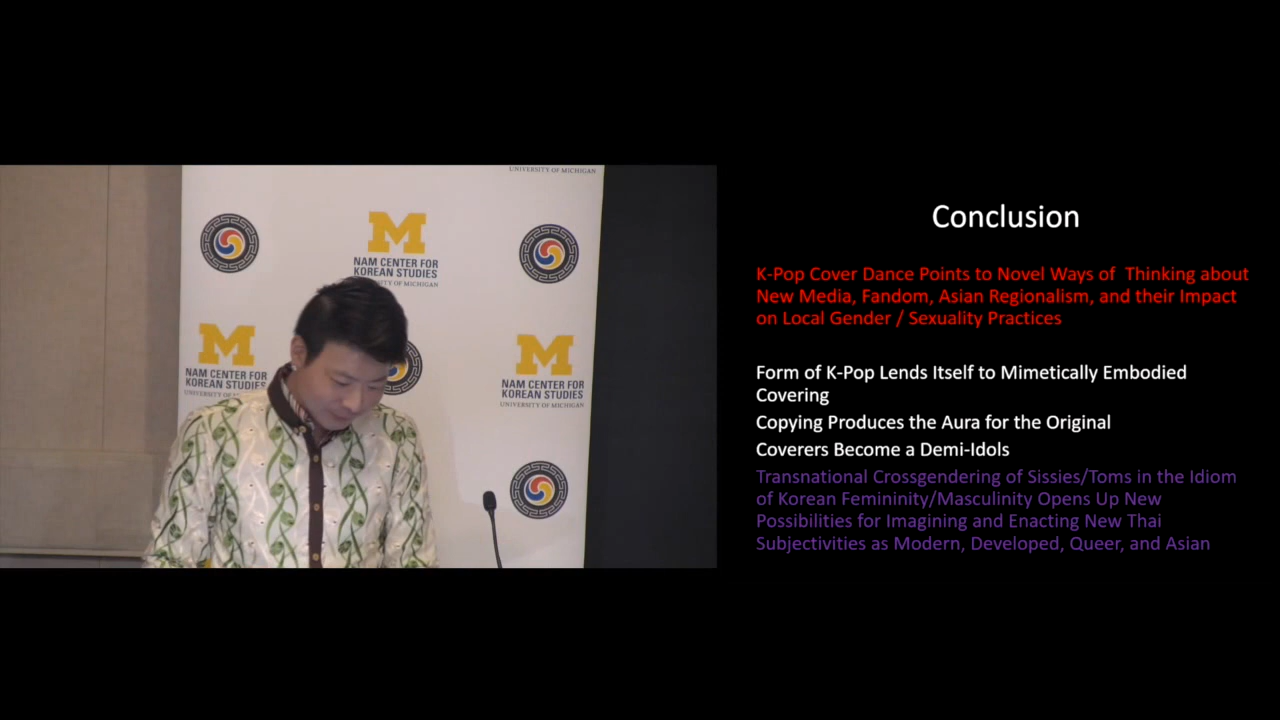 UNIVERSITY OF MICHIGAN
M
NAM CENTER FOR
KOREAN STUDIES
UNIVERSITY OF MICHIGAN
M
NAM CENTER FOR
KOREAN STUDIES
UNIVERSITY
M
NAM CENTER FOR
KOREAN STUDIES
UNIVERSITY OF MICHIGAN
Conclusion
K-Pop Cover Dance Points to Novel Ways of Thinking about
New Media, Fandom, Asian Regionalism, and their Impact
on Local Gender / Sexuality Practices
Form of K-Pop Lends Itself to Mimetically Embodied
Covering
Copying Produces the Aura for the Original
Coverers Become a Demi-Idols
Transnational Crossgendering of Sissies/Toms in the Idiom
of Korean Femininity/Masculinity Opens Up New
Possibilities for Imagining and Enacting New Thai
Subjectivities as Modern, Developed, Queer, and Asian